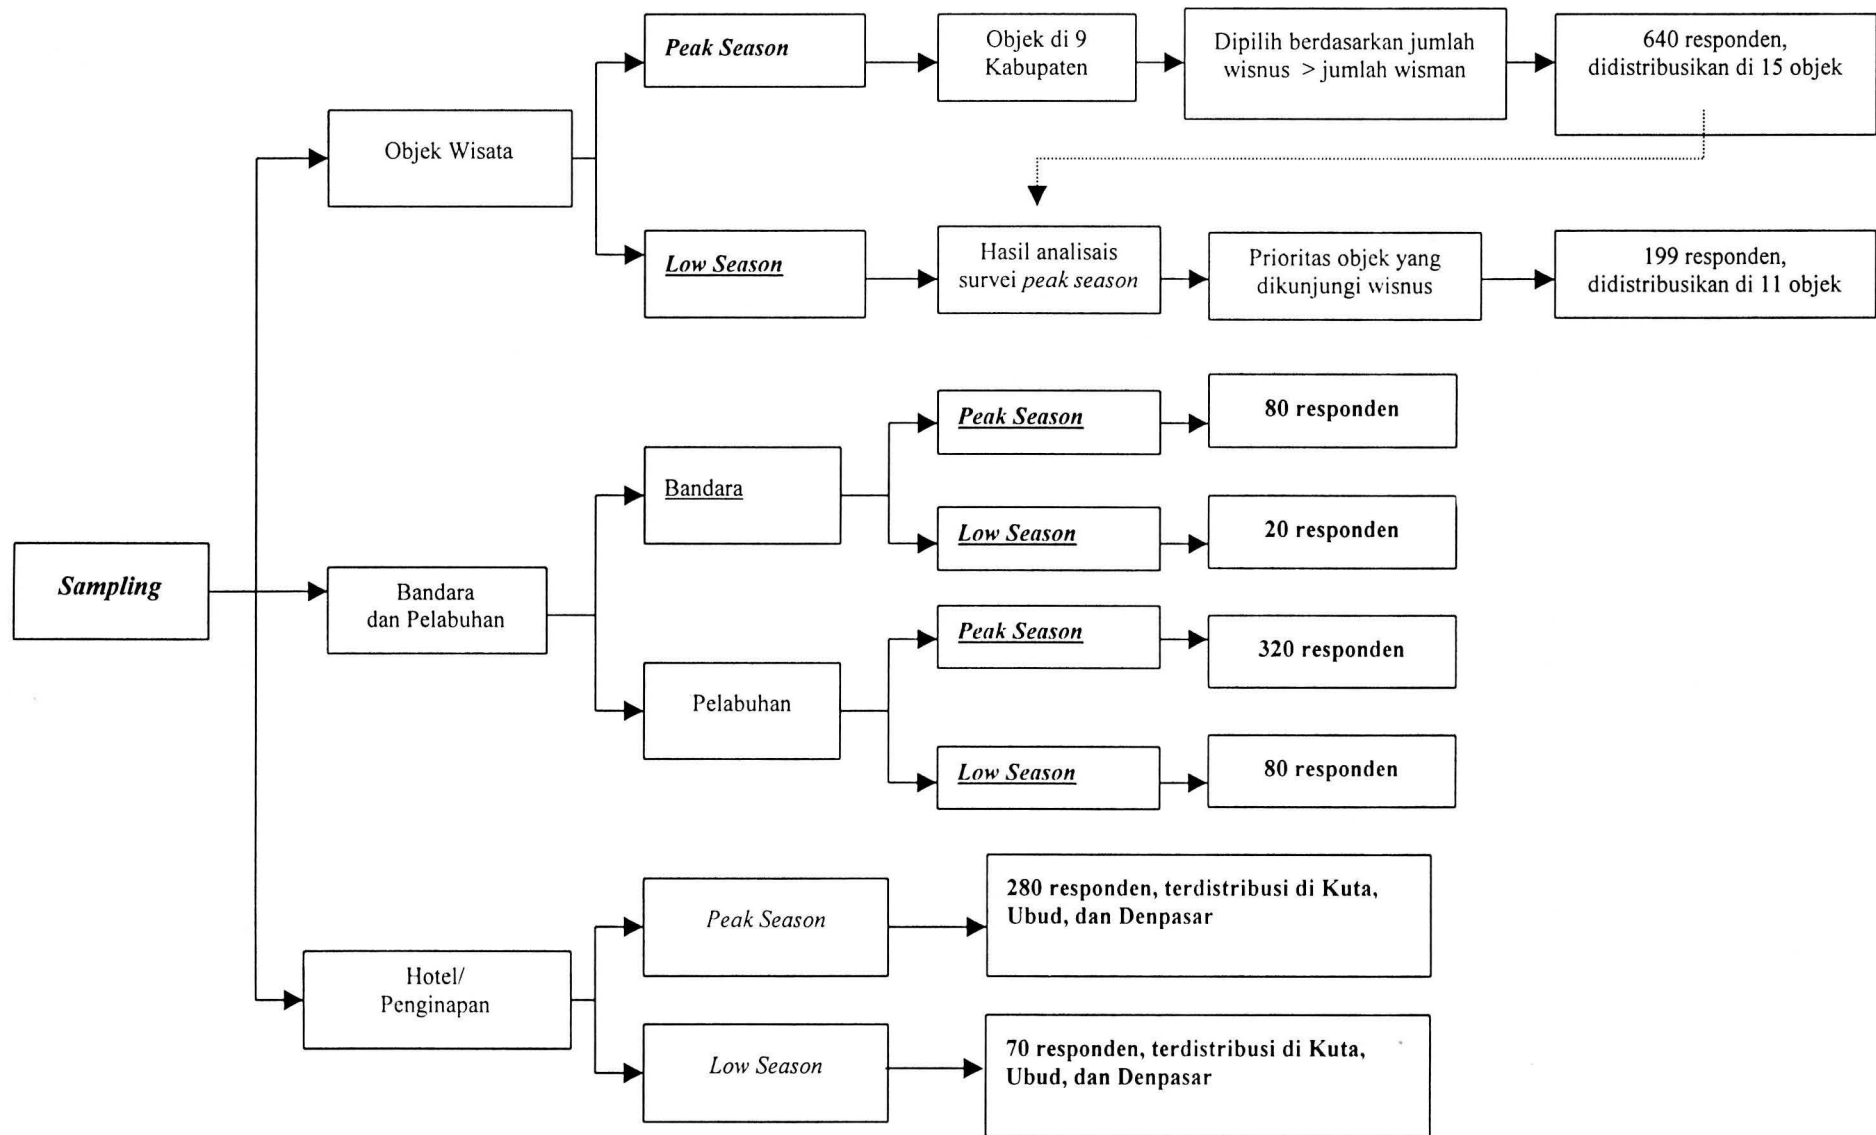 Peak Season
Objek di 9
Kabupaten
Dipilih berdasarkan jumlah
wisnus > jumlah wisman
640 responden,
didistribusikan di 15 objek
Objek Wisata
Low Season
Hasil analisais
survei peak season
Prioritas objek yang
dikunjungi wisnus
199 responden,
didistribusikan di 11 objek
Sampling
Bandara
dan Pelabuhan
Bandara
Peak Season
80 responden
Low Season
20 responden
Pelabuhan
Peak Season
320 responden
Low Season
80 responden
Hotel/
Penginapan
Peak Season
280 responden, terdistribusi di Kuta,
Ubud, dan Denpasar
Low Season
70 responden, terdistribusi di Kuta,
Ubud, dan Denpasar